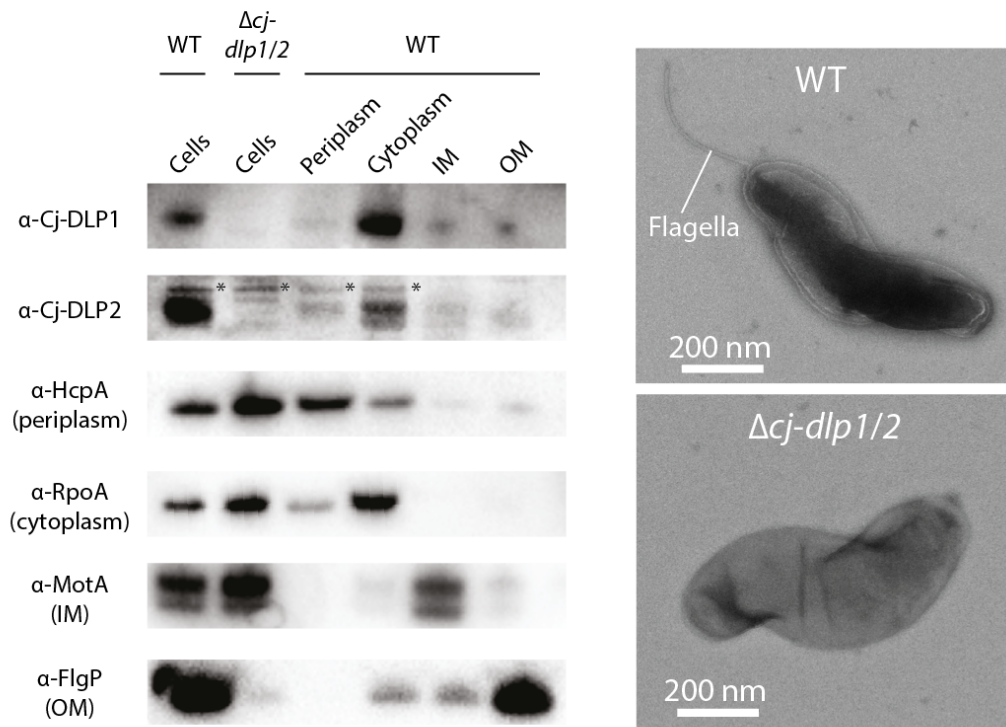 WT
Δcj-
dlp1/2
WT
Cells
Cells
Periplasm
Cytoplasm
IM
OM
α-Cj-DLP1
α-Cj-DLP2
* * * *
α-HcpA
(periplasm)
α-RpoA
(cytoplasm)
α-MotA
(IM)
α-FlgP
(OM)
WT
Flagella
200 nm
Δcj-dlp1/2
200 nm